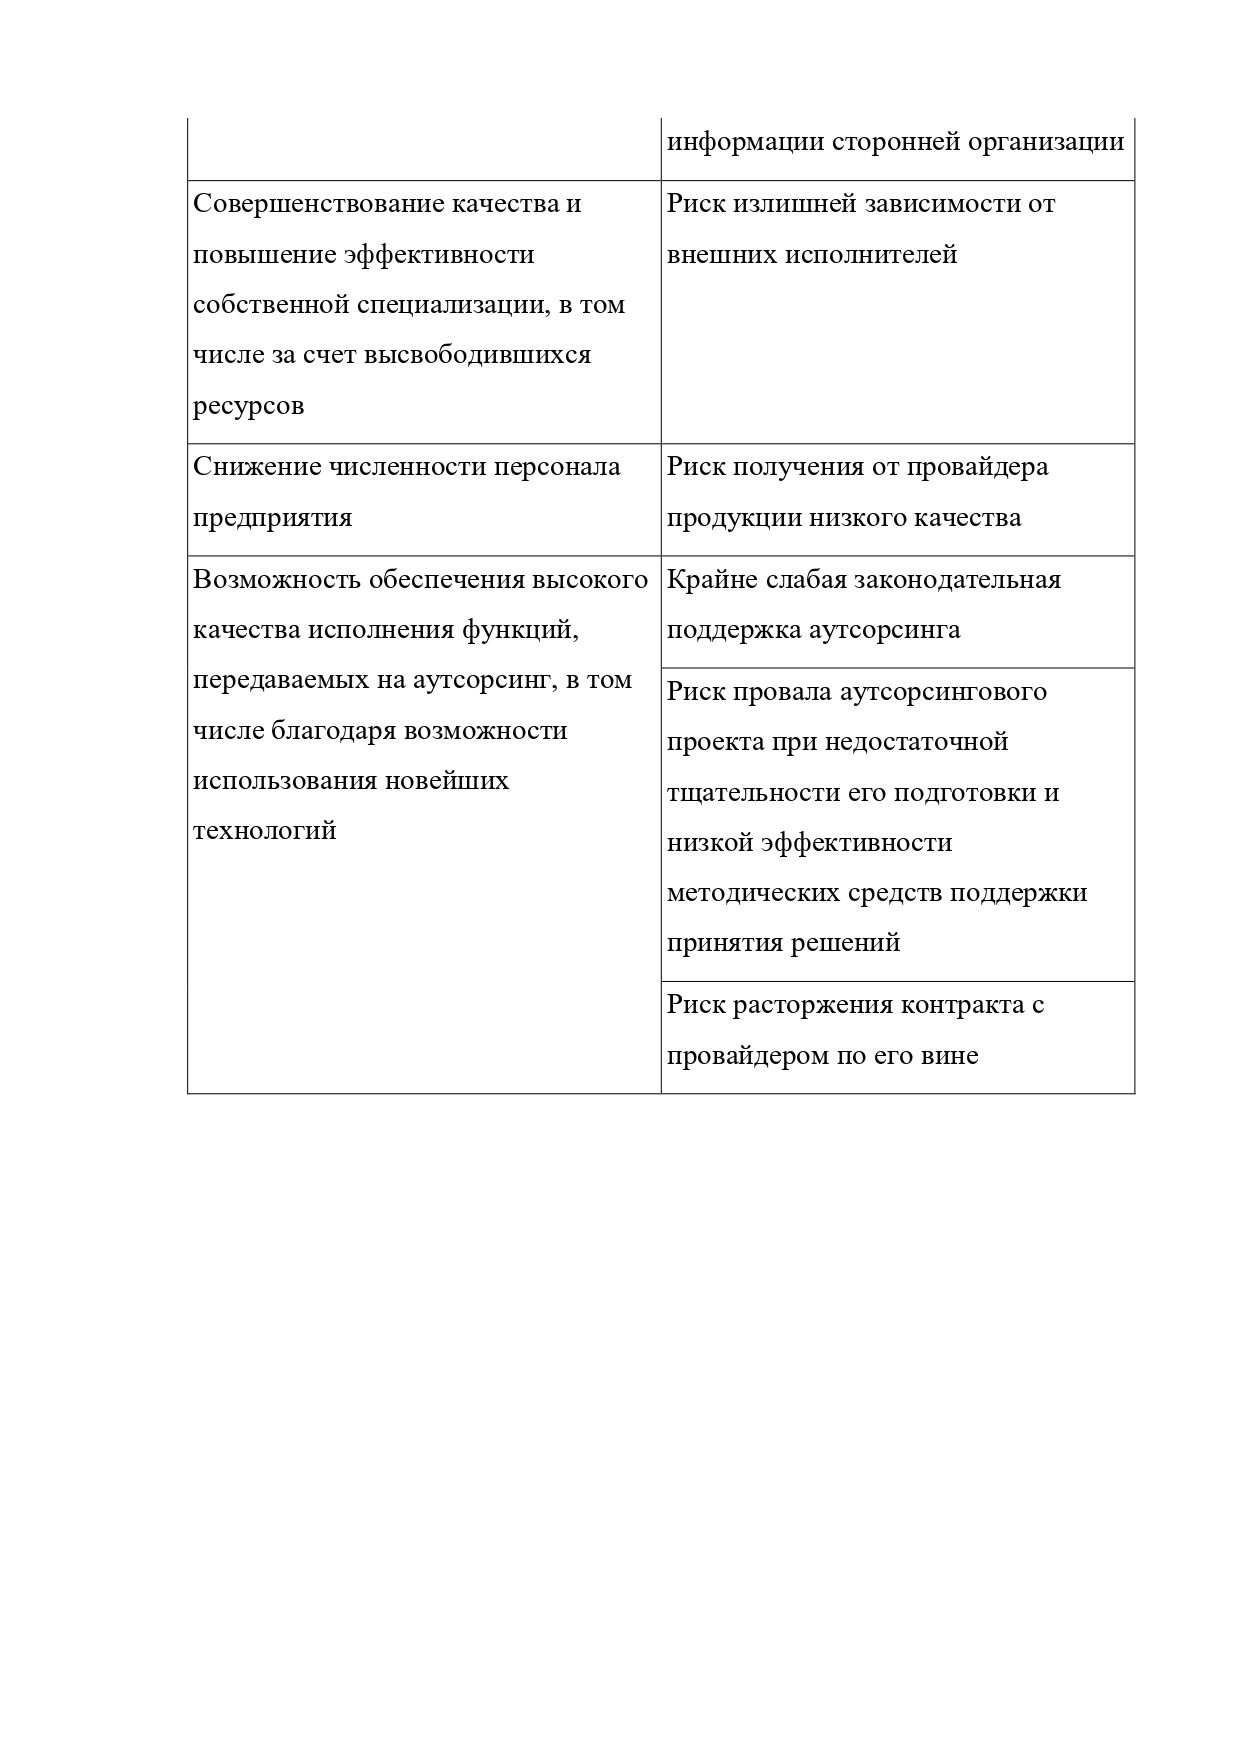 информации сторонней организации
Совершенствование качества и
повышение эффективности
собственной специализации, в том
числе за счет высвободившихся
ресурсов
Риск излишней зависимости от
внешних исполнителей
Снижение численности персонала
предприятия
Риск получения от провайдера
продукции низкого качества
Возможность обеспечения высокого
качества исполнения функций,
передаваемых на аутсорсинг, в том
числе благодаря возможности
использования новейших
технологий
Крайне слабая законодательная
поддержка аутсорсинга
Риск провала аутсорсингового
проекта при недостаточной
тщательности его подготовки и
низкой эффективности
методических средств поддержки
принятия решений
Риск расторжения контракта с
провайдером по его вине